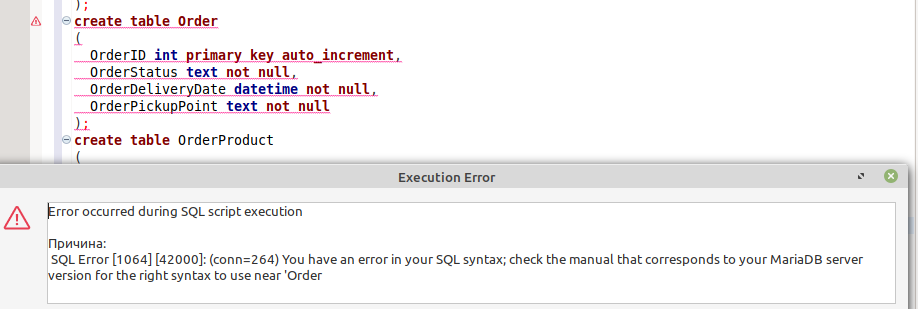 );
create table Order
(
OrderID int primary key auto_increment,
OrderStatus text not null,
OrderDeliveryDate datetime not null,
OrderPickupPoint text not null
);
create table OrderProduct
(
Execution Error
Error occurred during SQL script execution
Причина:
SQL Error [1064] [42000]: (conn=264) You have an error in your SQL syntax; check the manual that corresponds to your MariaDB server
version for the right syntax to use near 'Order